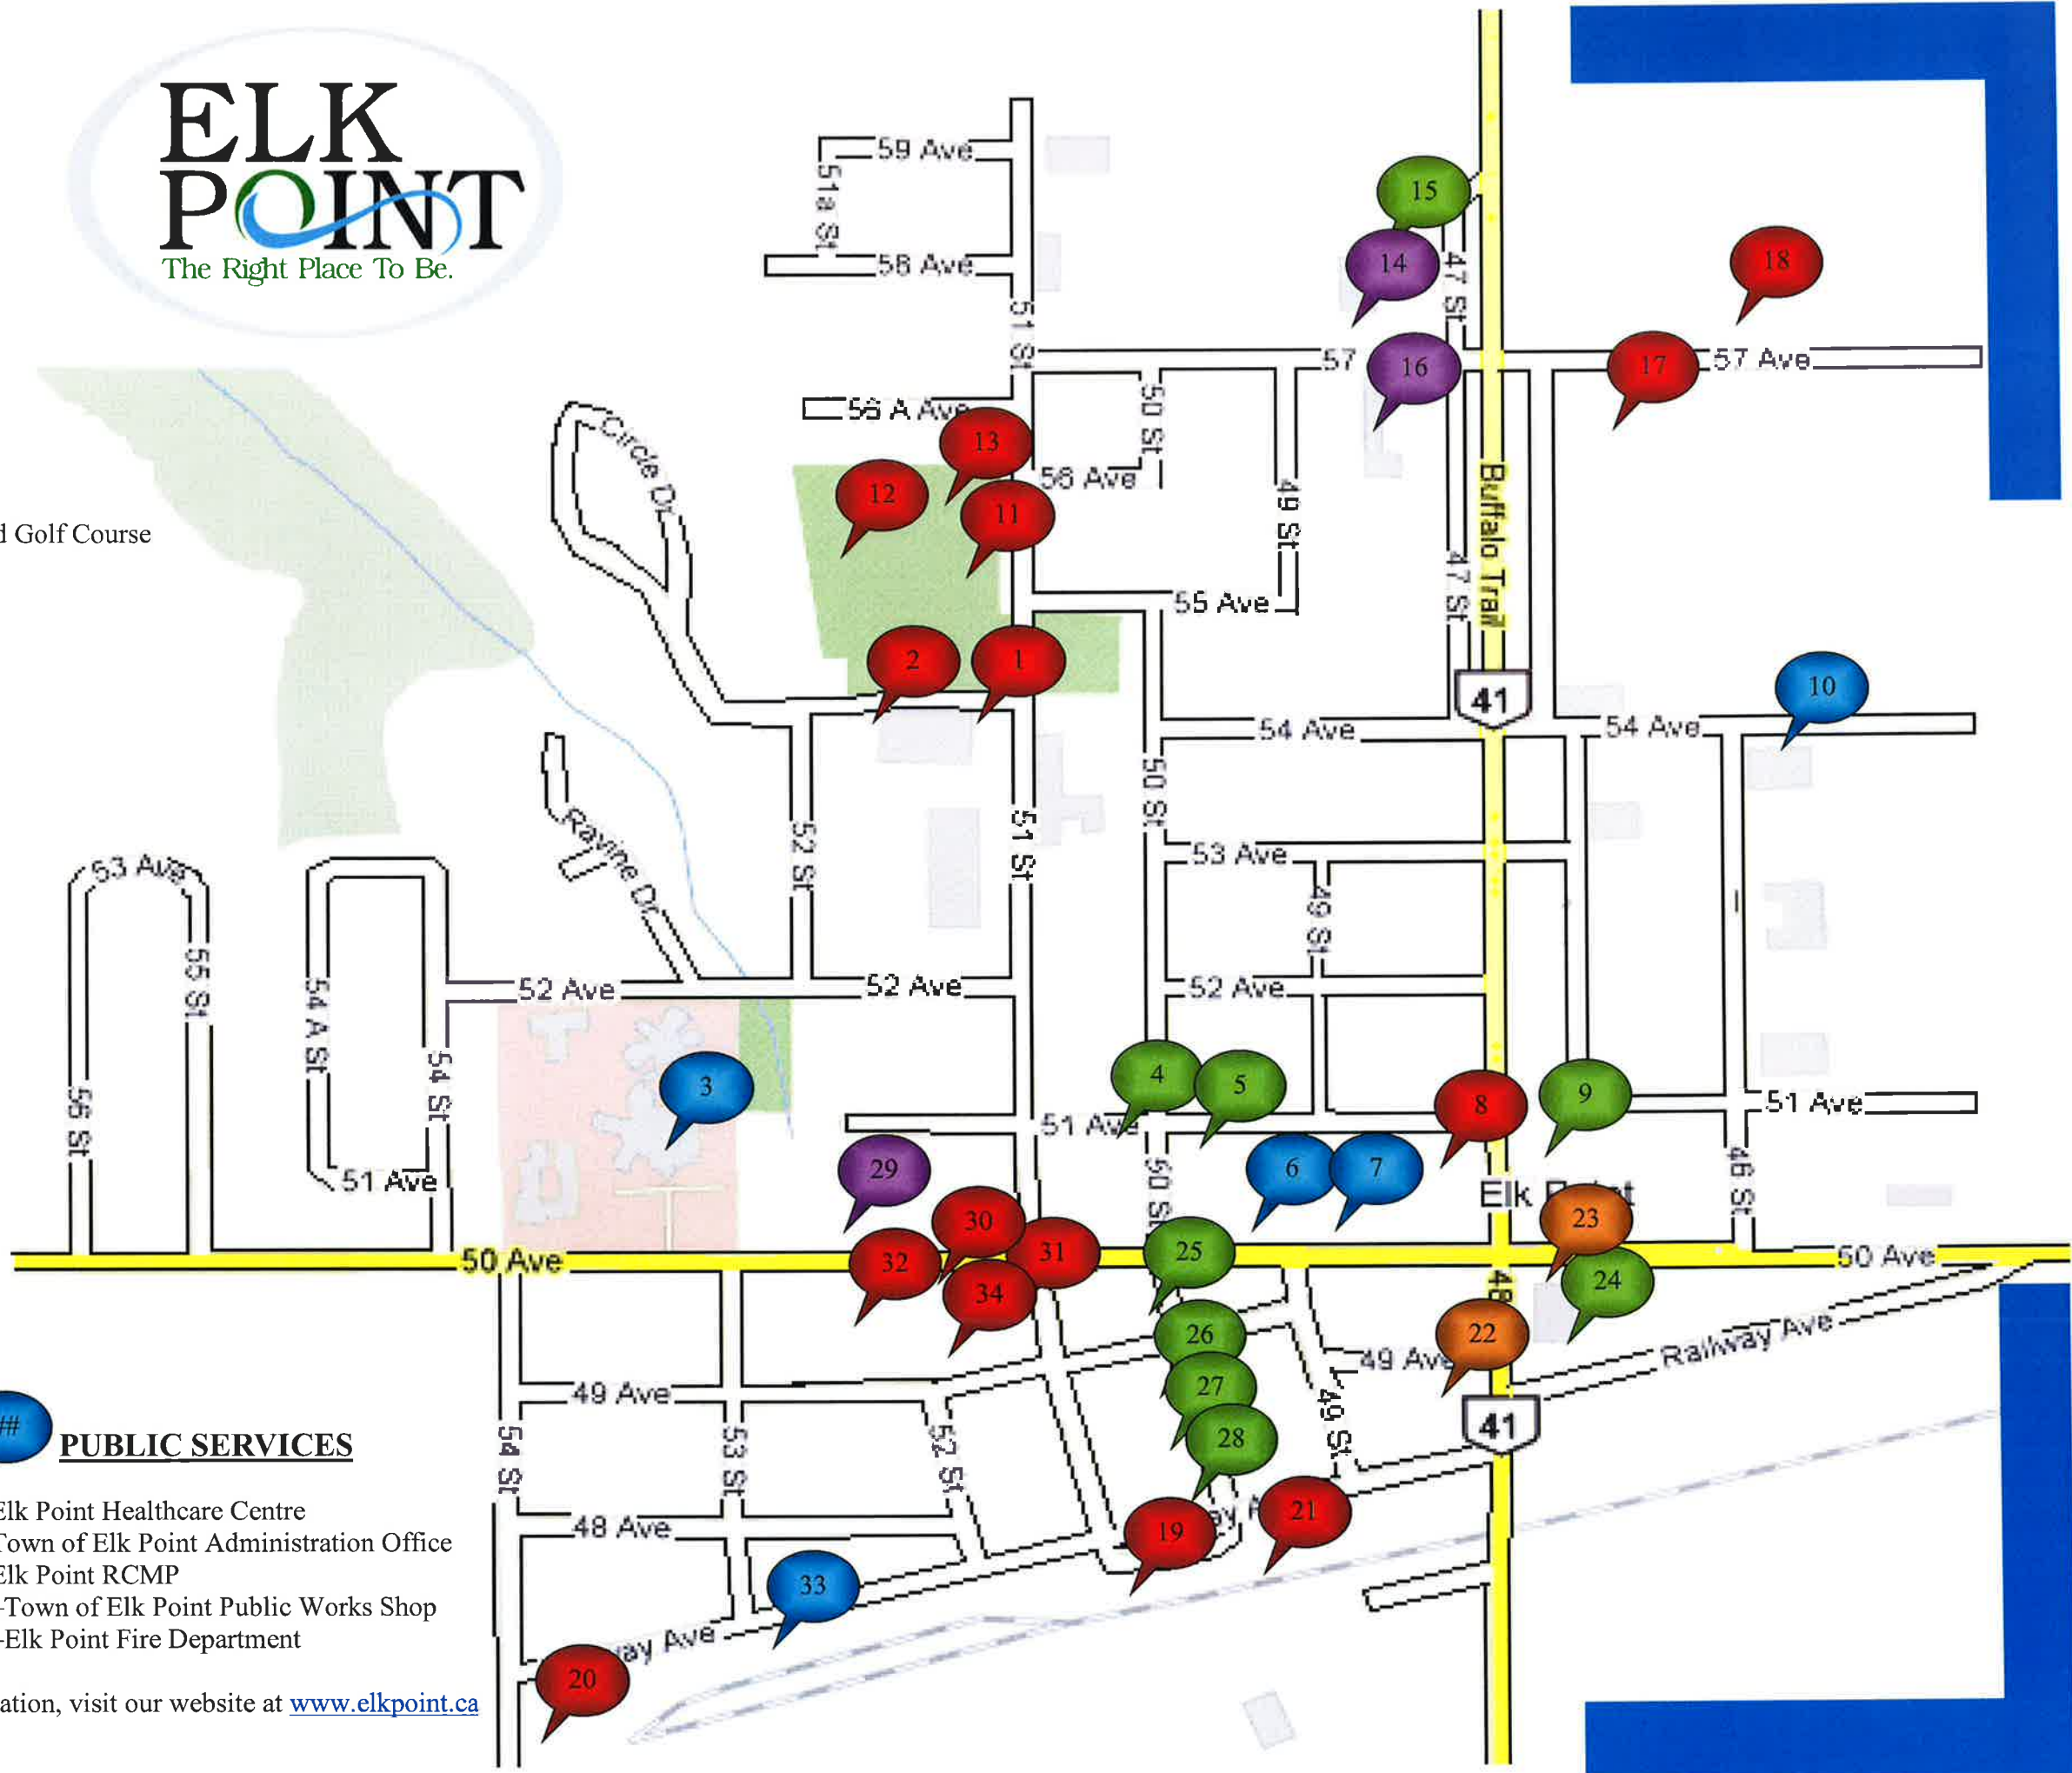 ELK
POINT
The Right Place To Be.
59 Ave
51a St
58 Ave
51 St
15
14
47 St
18
57
16
17
57 Ave
56 A Ave
13
50 St
56 Ave
12
11
Circle Dr
49 St
Buffalo Trail
47 St
Golf Course
55 Ave
2
1
41
10
54 Ave
54 Ave
50 St
Ravine Dr
52 St
51 St
53 Ave
53 Ave
49 St
55 St
54 A St
52 Ave
52 Ave
52 Ave
54 St
56 St
3
4
5
8
9
51 Ave
51 Ave
51 Ave
29
6
7
50 St
46 St
Elk
30
23
50 Ave
32
31
25
50 Ave
34
24
48
26
22
49 Ave
Railway Ave
49 Ave
27
49 St
41
##
PUBLIC SERVICES
54 St
53 St
52 St
28
Elk Point Healthcare Centre
48 Ave
19
21
Town of Elk Point Administration Office
Elk Point RCMP
33
-Town of Elk Point Public Works Shop
-Elk Point Fire Department
way Ave
20
ation, visit our website at www.elkpoint.ca